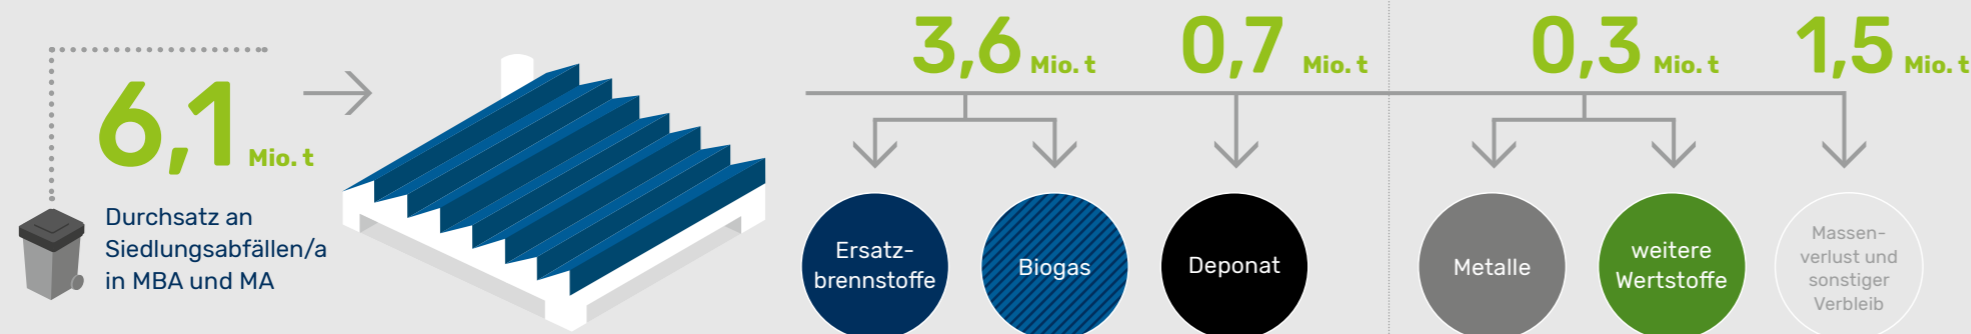 6,1 Mio. t
Durchsatz an
Siedlungsabfällen/a
in MBA und MA
3,6 Mio. t
0,7 Mio. t
0,3 Mio. t
1,5 Mio. t
Ersatz-
brennstoffe
Biogas
Deponat
Metalle
weitere
Wertstoffe
Massen-
verlust und
sonstiger
Verbleib